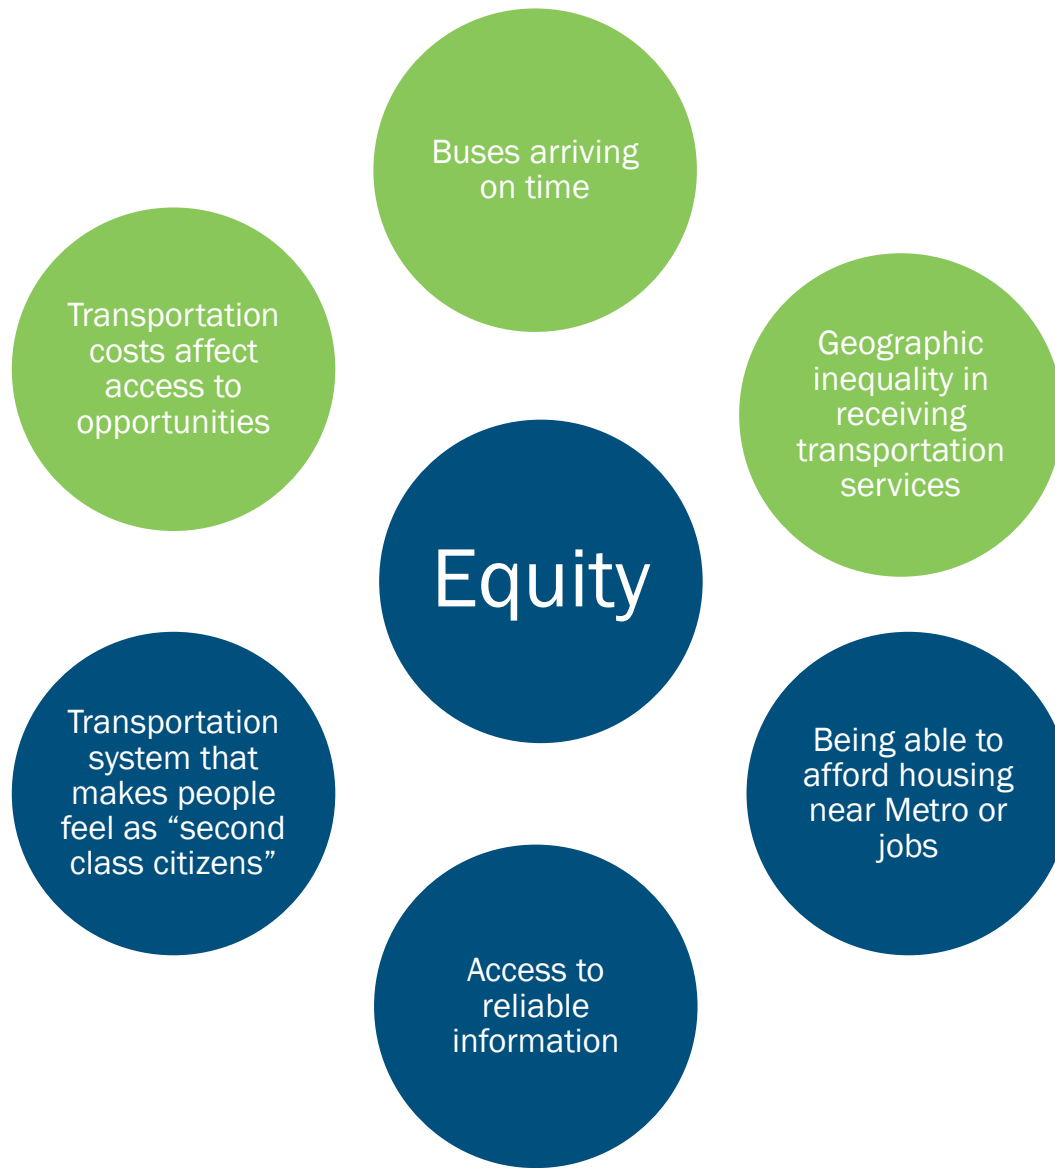 Buses arriving
on time
Transportation
costs affect
access to
opportunities
Geographic
inequality in
receiving
transportation
services
Equity
Transportation
system that
makes people
feel as “second
class citizens”
Being able to
afford housing
near Metro or
jobs
Access to
reliable
information